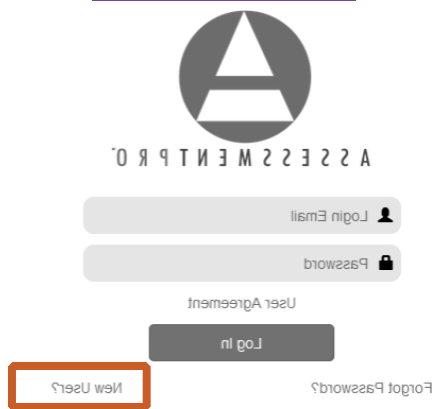 ASSESSMENTPRO
Login Email
Password
User Agreement
Log In
Forgot Password? New User?